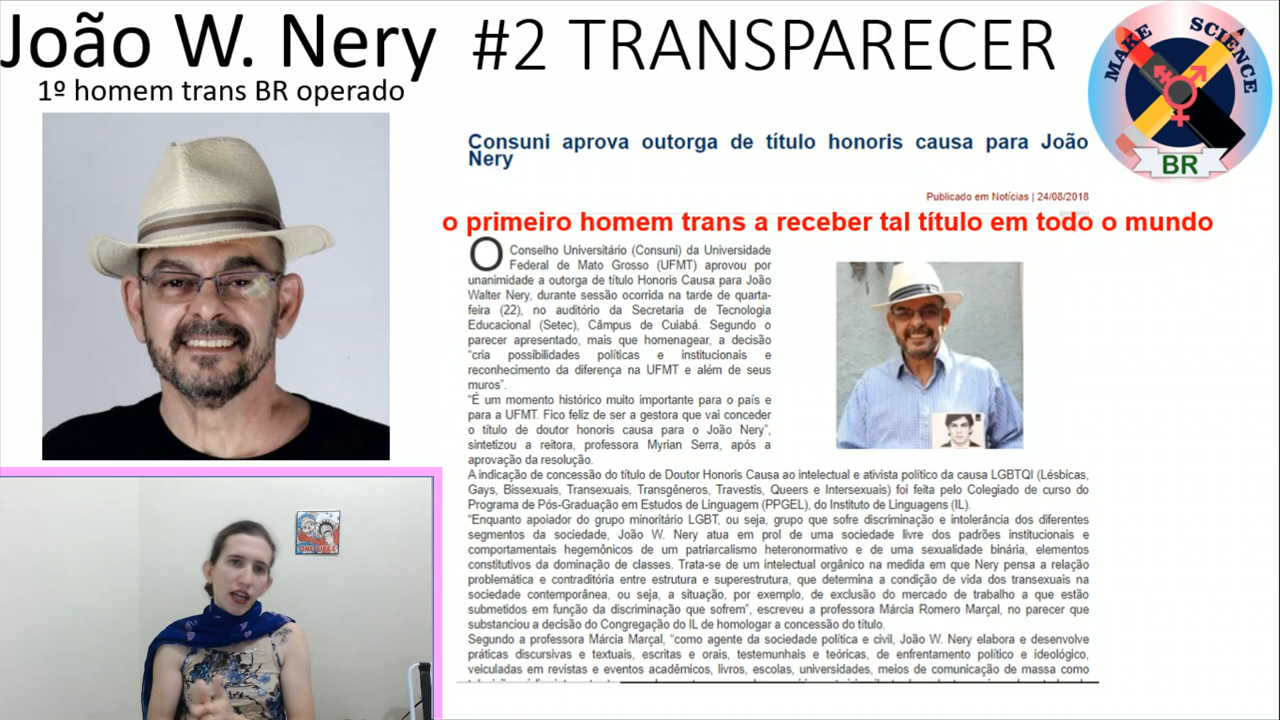 João W. Nery #2 TRANSPARECER
1º homem trans BR operado
MAKE SCIENCE
BR
Consuni aprova outorga de título honoris causa para João
Nery
Publicado em Notícias | 24/08/2018
o primeiro homem trans a receber tal título em todo o mundo
O Conselho Universitário (Consuni) da Universidade
Federal de Mato Grosso (UFMT) aprovou por
unanimidade a outorga de título Honoris Causa para João
Walter Nery, durante sessão ocorrida na tarde de quarta-
feira (22), no auditório da Secretaria de Tecnologia
Educacional (Setec), Câmpus de Cuiabá. Segundo o
parecer apresentado, mais que homenagear, a decisão
“cria possibilidades políticas e institucionais e
reconhecimento da diferença na UFMT e além de seus
muros”.
“É um momento histórico muito importante para o país e
para a UFMT. Fico feliz de ser a gestora que vai conceder
o título de doutor honoris causa para o João Nery”,
sintetizou a reitora, professora Myrian Serra, após a
aprovação da resolução.
A indicação de concessão do título de Doutor Honoris Causa ao intelectual e ativista político da causa LGBTQI (Lésbicas,
Gays, Bissexuais, Transexuais, Transgêneros, Travestis, Queers e Intersexuais) foi feita pelo Colegiado de curso do
Programa de Pós-Graduação em Estudos de Linguagem (PPGEL), do Instituto de Linguagens (IL).
“Enquanto apoiador do grupo minoritário LGBT, ou seja, grupo que sofre discriminação e intolerância dos diferentes
segmentos da sociedade, João W. Nery atua em prol de uma sociedade livre dos padrões institucionais e
comportamentais hegemônicos de um patriarcalismo heteronormativo e de uma sexualidade binária, elementos
constitutivos da dominação de classes. Trata-se de um intelectual orgânico na medida em que Nery pensa a relação
problemática e contraditória entre estrutura e superestrutura, que determina a condição de vida dos transexuais na
sociedade contemporânea, ou seja, a situação, por exemplo, de exclusão do mercado de trabalho a que estão
submetidos em função da discriminação que sofrem”, escreveu a professora Márcia Romero Marçal, no parecer que
substanciou a decisão do Congregação do IL de homologar a concessão do título.
Segundo a professora Márcia Marçal, “como agente da sociedade política e civil, João W. Nery elabora e desenvolve
práticas discursivas e textuais, escritas e orais, testemunhais e teóricas, de enfrentamento político e ideológico,
veiculadas em revistas e eventos acadêmicos, livros, escolas, universidades, meios de comunicação de massa como